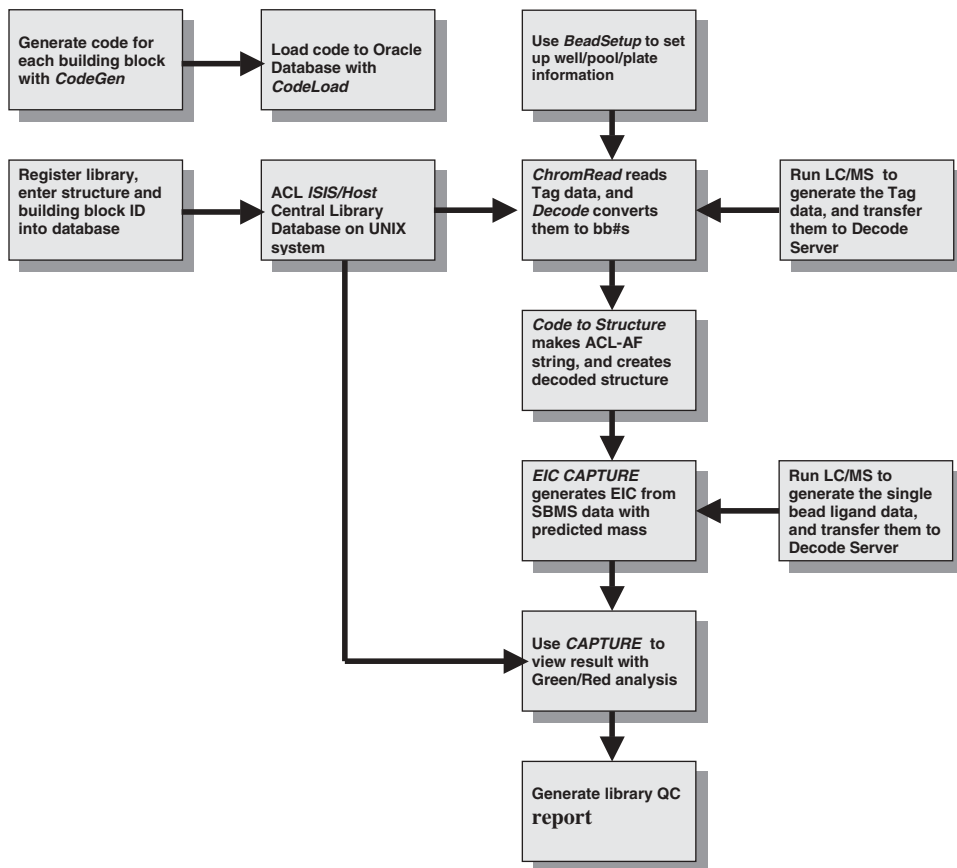 Generate code for
each building block
with CodeGen
Load code to Oracle
Database with
CodeLoad
Use BeadSetup to set
up well/pool/plate
information
Register library,
enter structure and
building block ID
into database
ACL ISIS/Host
Central Library
Database on UNIX
system
ChromRead reads
Tag data, and
Decode converts
them to bb#s
Run LC/MS to
generate the Tag
data, and transfer
them to Decode
Server
Code to Structure
makes ACL-AF
string, and creates
decoded structure
EIC CAPTURE
generates EIC from
SBMS data with
predicted mass
Run LC/MS to
generate the single
bead ligand data,
and transfer them to
Decode Server
Use CAPTURE to
view result with
Green/Red analysis
Generate library QC
report